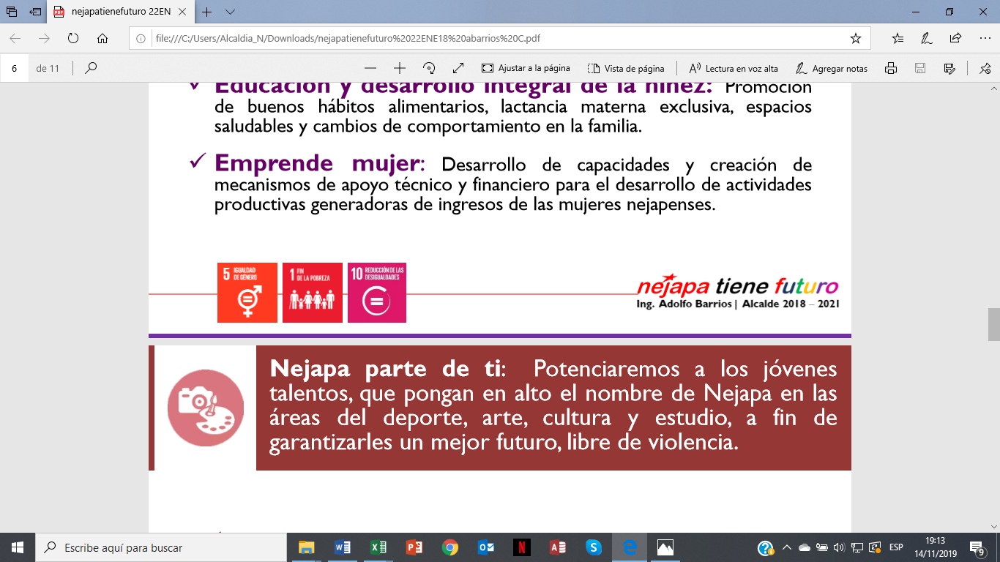 nejapatienefuturo 22EN
file:///C:/Users/Alcaldia_N/Downloads/nejapatienefuturo%2022ENE18%20abarrios%20C.pdf
6 de 11 Ajustar a la página Vista de página Lectura en voz alta Agregar notas
✓ Educación y desarrollo integral de la niñez: Promoción
de buenos hábitos alimentarios, lactancia materna exclusiva, espacios
saludables y cambios de comportamiento en la familia.
✓ Emprende mujer: Desarrollo de capacidades y creación de
mecanismos de apoyo técnico y financiero para el desarrollo de actividades
productivas generadoras de ingresos de las mujeres nejapenses.
5 IGUALDAD
DE GÉNERO
1 FIN
DE LA POBREZA
10 REDUCCIÓN DE LAS
DESIGUALDADES
nejapa tiene futuro
Ing. Adolfo Barrios | Alcalde 2018 – 2021
Nejapa parte de ti: Potenciaremos a los jóvenes
talentos, que pongan en alto el nombre de Nejapa en las
áreas del deporte, arte, cultura y estudio, a fin de
garantizarles un mejor futuro, libre de violencia.
Escribe aquí para buscar
ESP
19:13
14/11/2019
9